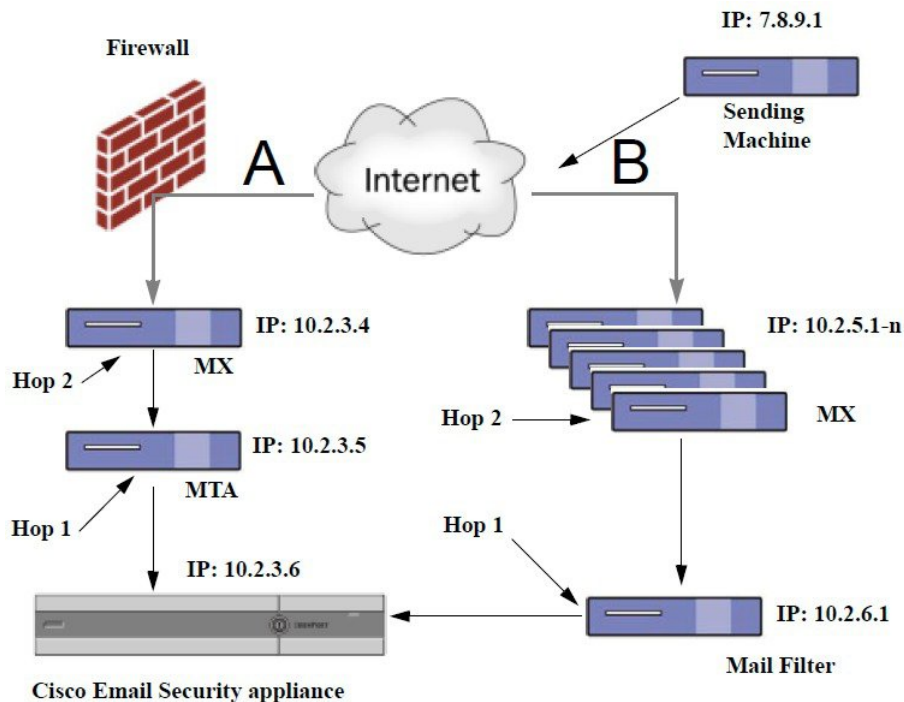 IP: 7.8.9.1
Firewall
Sending
Machine
A
Internet
B
IP: 10.2.3.4
MX
Hop 2
IP: 10.2.5.1-n
MX
Hop 2
IP: 10.2.3.5
MTA
Hop 1
Hop 1
IP: 10.2.3.6
IP: 10.2.6.1
Mail Filter
Cisco Email Security appliance